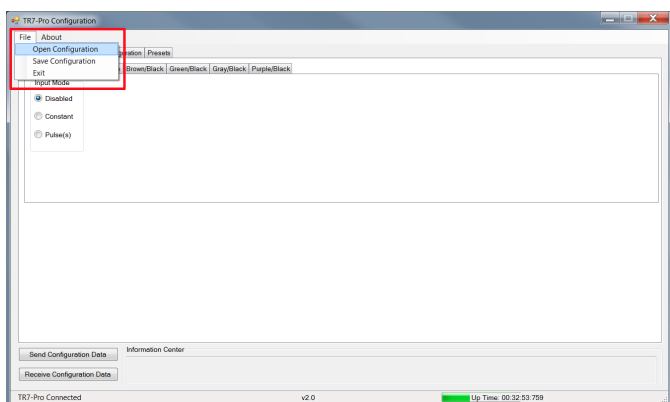 TR7-Pro Configuration
File About
Open Configuration
Save Configuration
Exit
Presets
Brown/Black Green/Black Gray/Black Purple/Black
Input Mode
Disabled
Constant
Pulse(s)
Send Configuration Data
Information Center
Receive Configuration Data
TR7-Pro Connected v2.0 Up Time: 00:32:53:759